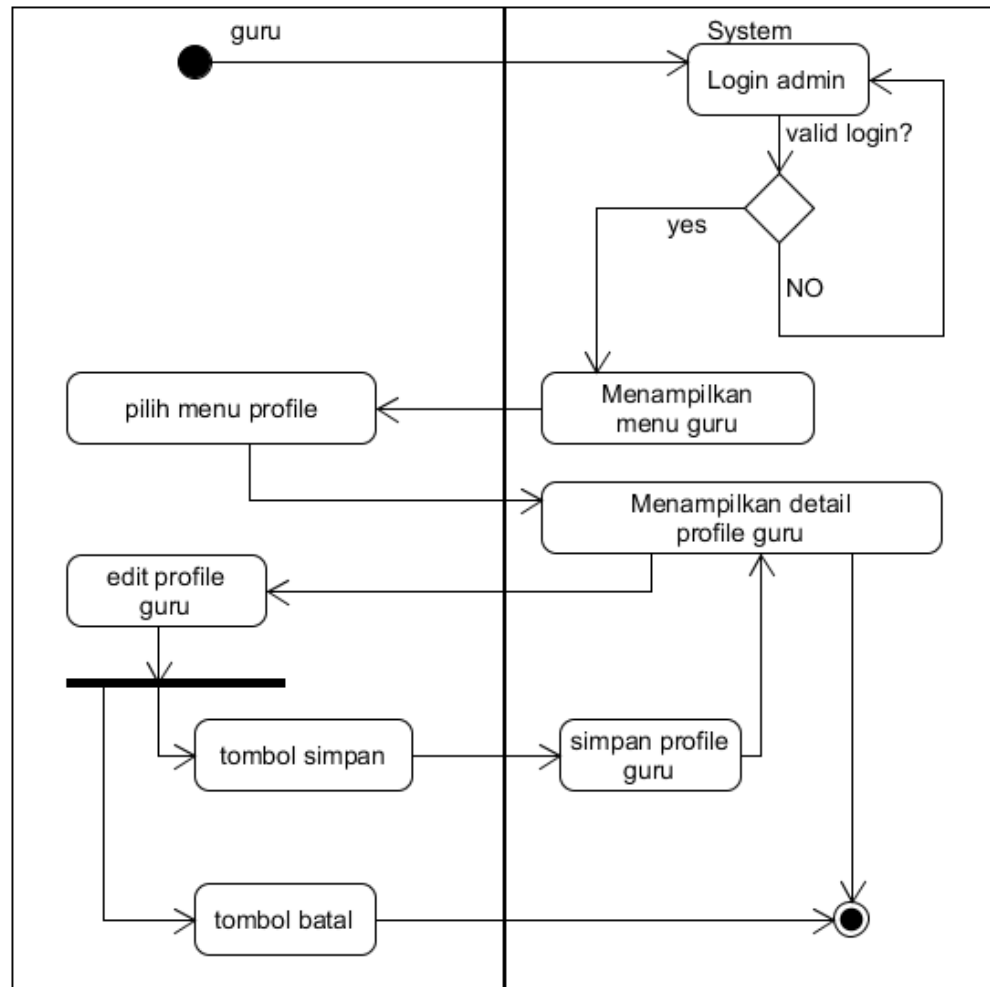 guru
System
Login admin
valid login?
yes
NO
pilih menu profile
Menampilkan
menu guru
Menampilkan detail
profile guru
edit profile
guru
tombol simpan
simpan profile
guru
tombol batal